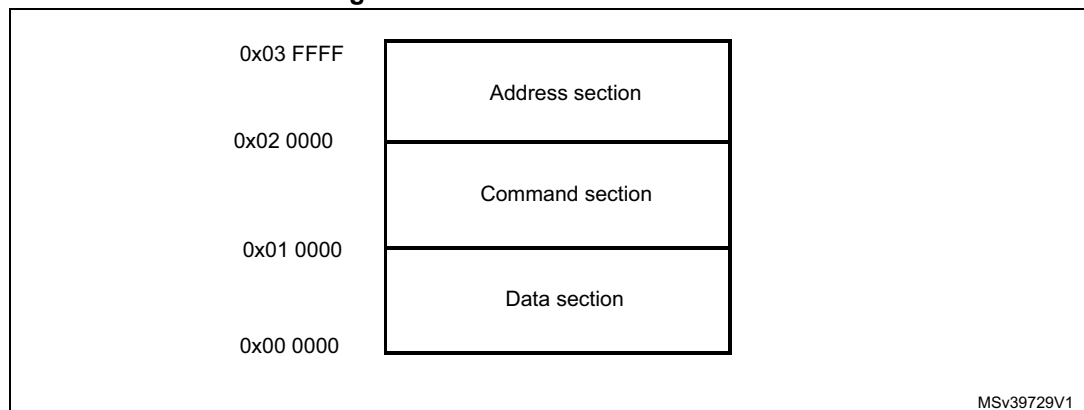 0x03 FFFF
Address section
0x02 0000
Command section
0x01 0000
Data section
0x00 0000
MSv39729V1